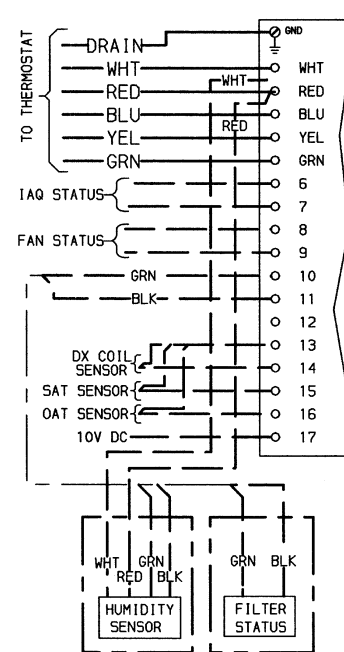 GND
DRAIN
WHT WHT
WHT
RED RED
BLU BLU
RED
YEL YEL
GRN GRN
TO THERMOSTAT
6
IAQ STATUS
7
8
FAN STATUS
9
GRN 10
BLK 11
12
13
DX COIL
SENSOR 14
SAT SENSOR 15
OAT SENSOR 16
10V DC 17
WHT GRN GRN BLK
RED BLK
HUMIDITY
SENSOR
FILTER
STATUS